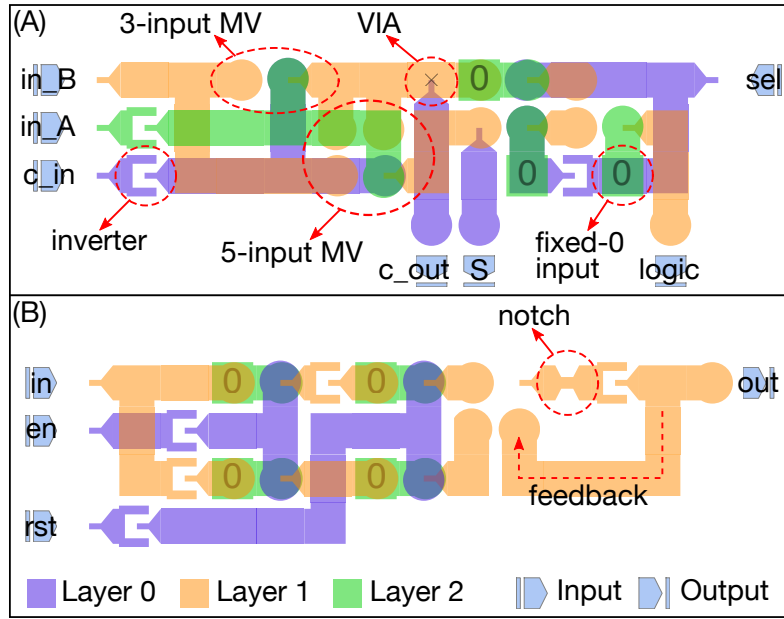 (A)
3-input MV
VIA
in_B
0
sel
in_A
c_in
0
0
inverter
5-input MV
fixed-0
input
c_out
S
logic
(B)
notch
in
0
0
out
en
0
0
feedback
rst
Layer 0
Layer 1
Layer 2
Input
Output